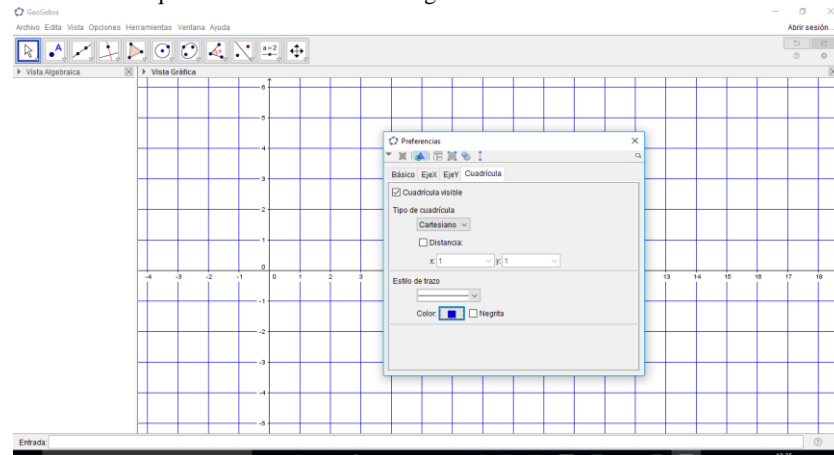 GeoGebra
Archivo Edita Vista Opciones Herramientas Ventana Ayuda
Abrir sesión...
a=2
Vista Algebraica
Vista Gráfica
Preferencias
Básico EjeX EjeY Cuadrícula
Cuadrícula visible
Tipo de cuadrícula
Cartesiano
Distancia:
x: 1 y: 1
Estilo de trazo
Color: Negrita
6
5
4
3
2
1
0
-4 -3 -2 -1 0 1 2 3 13 14 15 16 17 18
-1
-2
-3
-4
-5
Entrada: